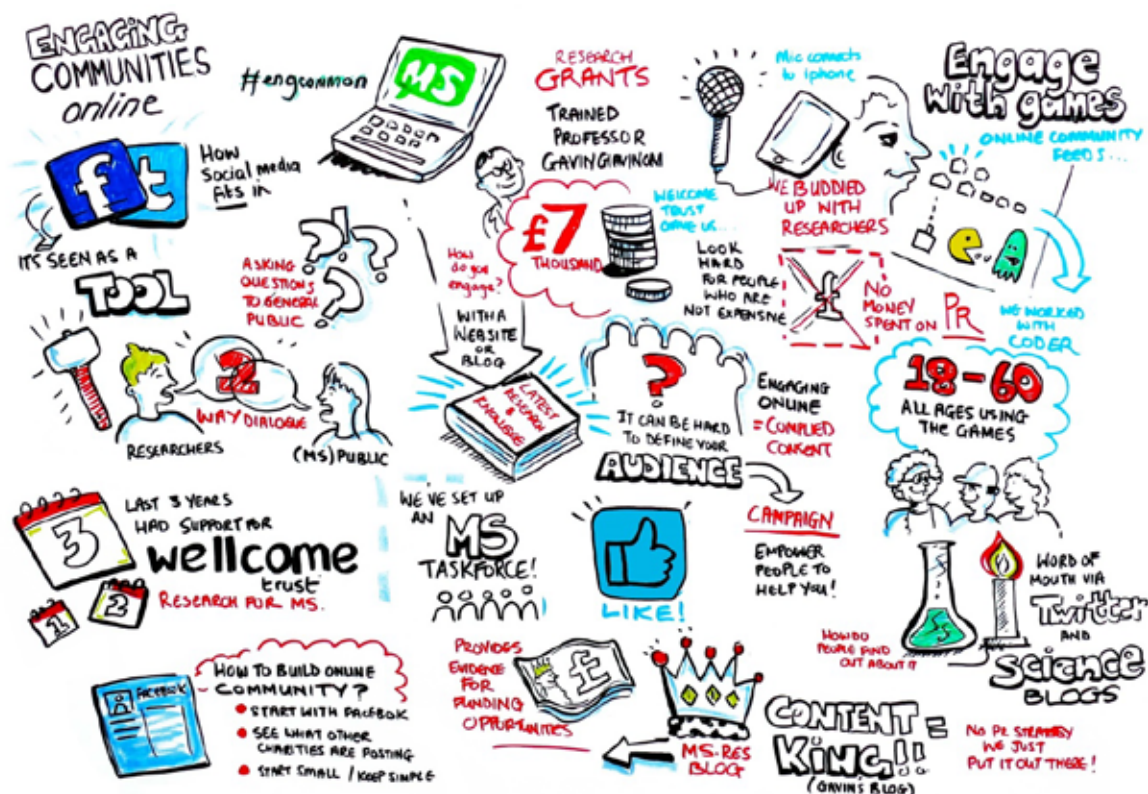 ENGAGING
COMMUNITIES
online
#engcommon
MS
f t
How
Social media
fits in
IT'S SEEN AS A
TOOL
ASKING
QUESTIONS
TO GENERAL
PUBLIC
? ! ?
?
2
WAY DIALOGUE
RESEARCHERS
(MS) PUBLIC
RESEARCH
GRANTS
TRAINED
PROFESSOR
GAVIN GIAVINONI
£7
THOUSAND
WELCOME
TRUST
GAVE US...
LOOK
HARD
FOR PEOPLE
WHO ARE
NOT EXPENSIVE
How
do you
engage?
WITH A
WEBSITE
OR
BLOG
LATEST
RESEARCH
&
KNOWLEDGE
?
IT CAN BE HARD
TO DEFINE YOUR
AUDIENCE
ENGAGING
ONLINE
= COMPLIED
CONSENT
CAMPAIGN
EMPOWER
PEOPLE TO
HELP YOU!
Mic connects
to iphone
WE BUDDIED
UP WITH
RESEARCHERS
£
NO
MONEY
SPENT ON
PR
Engage
with games
ONLINE COMMUNITY
FEEDS...
WE WORKED
WITH
CODER
18-60
ALL AGES USING
THE GAMES
3
2
1
LAST 3 YEARS
HAD SUPPORT FOR
wellcome
trust
RESEARCH FOR MS.
WE'VE SET UP
AN
MS
TASKFORCE!
LIKE!
WORD OF
MOUTH VIA
Twitter
AND
Science
BLOGS
HOW DO
PEOPLE FIND
OUT ABOUT IT
FACEBOOK
HOW TO BUILD ONLINE
COMMUNITY?
START WITH FACEBOK
SEE WHAT OTHER
CHARITIES ARE POSTING
START SMALL / KEEP SIMPLE
PROVIDES
EVIDENCE
FOR
FUNDING
OPPORTUNITIES
£
MS-RES
BLOG
CONTENT =
KING!!
(GAVIN'S BLOG)
NO PR STRATEGY
WE JUST
PUT IT OUT THERE!